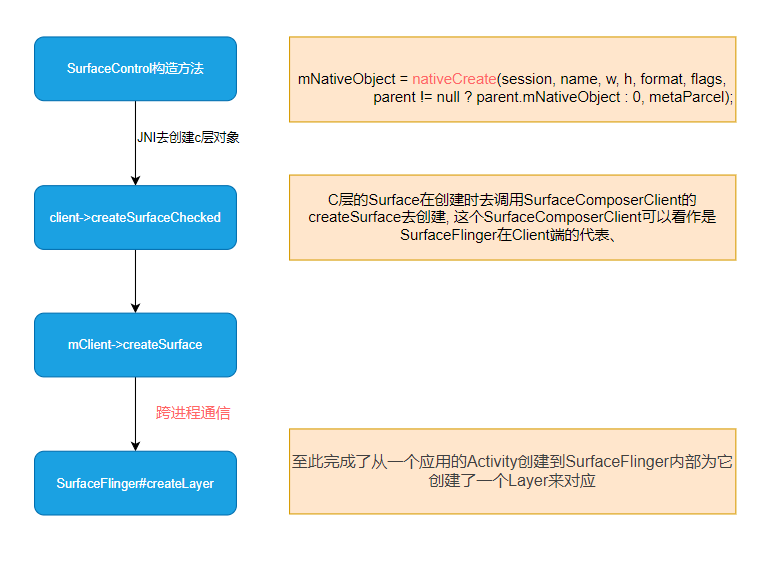 SurfaceControl构造方法
mNativeObject = nativeCreate(session, name, w, h, format, flags,
parent != null ? parent.mNativeObject : 0, metaParcel);
JNI去创建c层对象
client->createSurfaceChecked
C层的Surface在创建时去调用SurfaceComposerClient的
createSurface去创建, 这个SurfaceComposerClient可以看作是
SurfaceFlinger在Client端的代表、
mClient->createSurface
跨进程通信
SurfaceFlinger#createLayer
至此完成了从一个应用的Activity创建到SurfaceFlinger内部为它
创建了一个Layer来对应